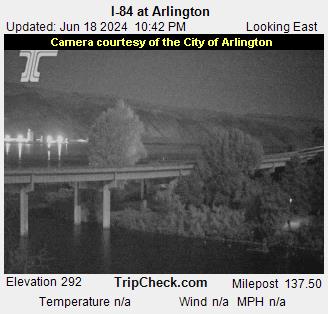 I-84 at Arlington
Updated: Jun 18 2024 10:42 PM Looking East
Camera courtesy of the City of Arlington
Elevation 292 TripCheck.com Milepost 137.50
Temperature n/a Wind n/a MPH n/a